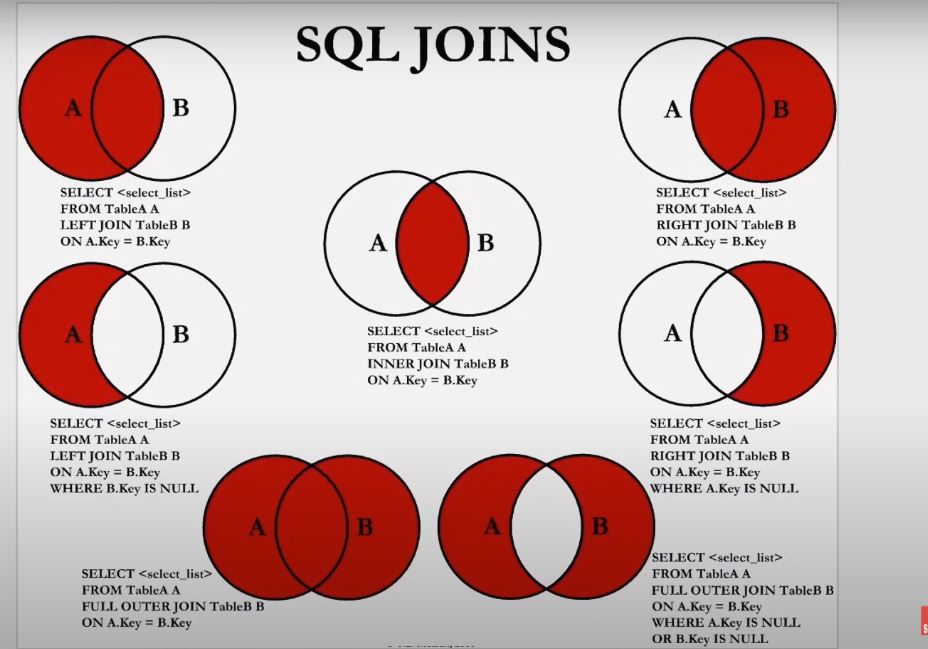 SQL JOINS
A B
SELECT <select_list>
FROM TableA A
LEFT JOIN TableB B
ON A.Key = B.Key
A B
SELECT <select_list>
FROM TableA A
RIGHT JOIN TableB B
ON A.Key = B.Key
A B
SELECT <select_list>
FROM TableA A
INNER JOIN TableB B
ON A.Key = B.Key
A B
SELECT <select_list>
FROM TableA A
LEFT JOIN TableB B
ON A.Key = B.Key
WHERE B.Key IS NULL
A B
SELECT <select_list>
FROM TableA A
RIGHT JOIN TableB B
ON A.Key = B.Key
WHERE A.Key IS NULL
A B
SELECT <select_list>
FROM TableA A
FULL OUTER JOIN TableB B
ON A.Key = B.Key
A B
SELECT <select_list>
FROM TableA A
FULL OUTER JOIN TableB B
ON A.Key = B.Key
WHERE A.Key IS NULL
OR B.Key IS NULL